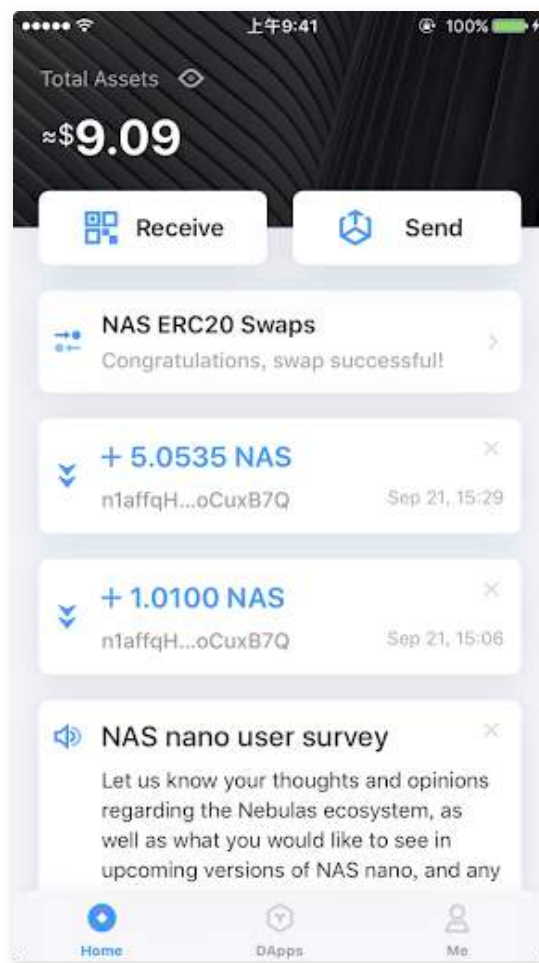 上午9:41
100%
Total Assets
≈$9.09
Receive
Send
NAS ERC20 Swaps
Congratulations, swap successful!
+ 5.0535 NAS
n1affqH...oCuxB7Q
Sep 21, 15:29
+ 1.0100 NAS
n1affqH...oCuxB7Q
Sep 21, 15:06
NAS nano user survey
Let us know your thoughts and opinions
regarding the Nebulas ecosystem, as
well as what you would like to see in
upcoming versions of NAS nano, and any
Home
DApps
Me